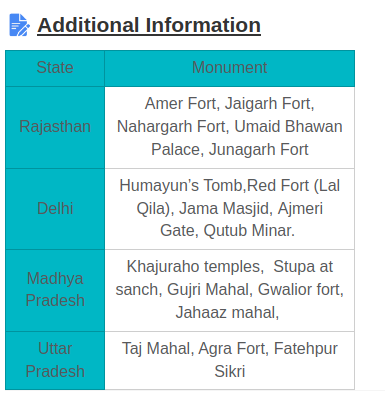 Additional Information
State Monument
Rajasthan
Amer Fort, Jaigarh Fort,
Nahargarh Fort, Umaid Bhawan
Palace, Junagarh Fort
Delhi
Humayun’s Tomb,Red Fort (Lal
Qila), Jama Masjid, Ajmeri
Gate, Qutub Minar.
Madhya
Pradesh
Khajuraho temples,  Stupa at
sanch, Gujri Mahal, Gwalior fort,
Jahaaz mahal,
Uttar
Pradesh
Taj Mahal, Agra Fort, Fatehpur
Sikri